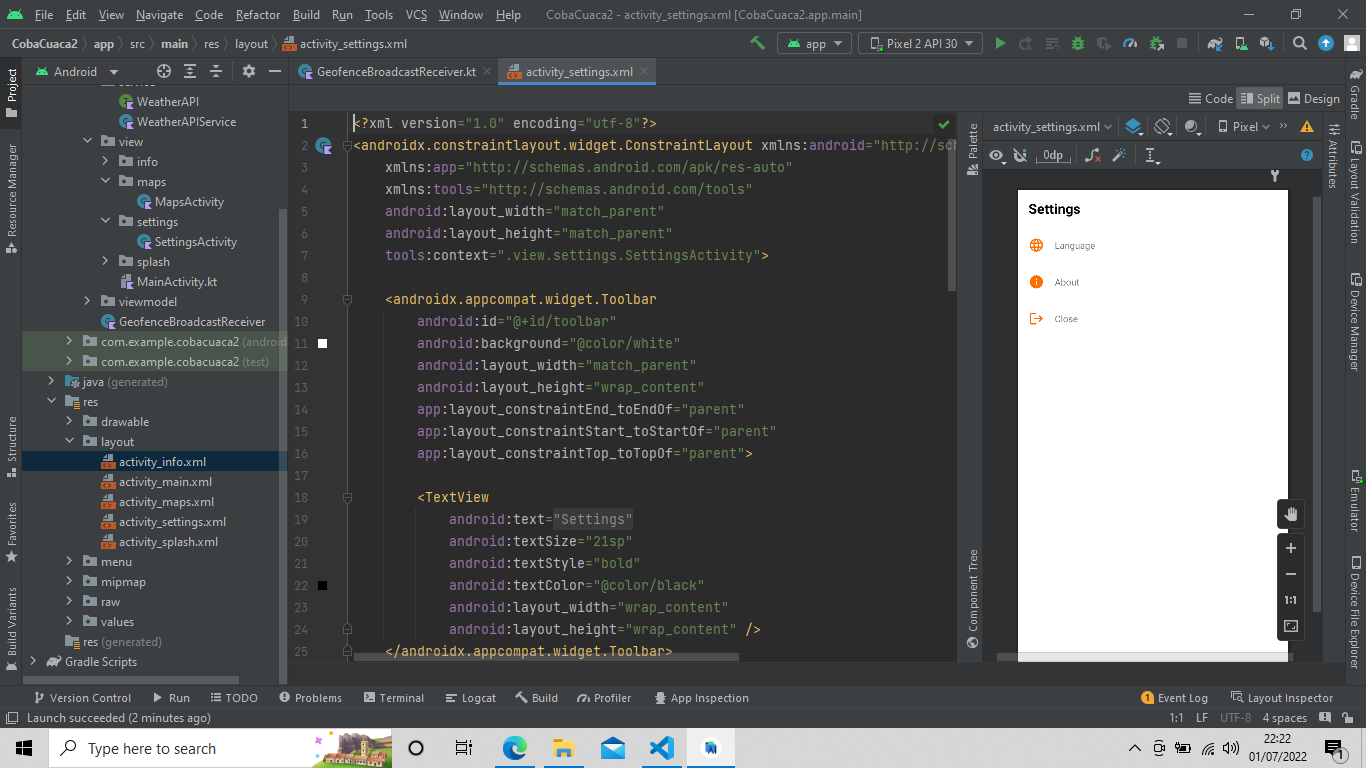 File Edit View Navigate Code Refactor Build Run Tools VCS Window Help CobaCuaca2 - activity_settings.xml [CobaCuaca2.app.main]
CobaCuaca2 app src main res layout activity_settings.xml
app Pixel 2 API 30
Project
Resource Manager
Structure
Favorites
Build Variants
Android
WeatherAPI
WeatherAPIService
view
info
maps
MapsActivity
settings
SettingsActivity
splash
MainActivity.kt
viewmodel
GeofenceBroadcastReceiver
com.example.cobacuaca2 (android
com.example.cobacuaca2 (test)
java (generated)
res
drawable
layout
activity_info.xml
activity_main.xml
activity_maps.xml
activity_settings.xml
activity_splash.xml
menu
mipmap
raw
values
res (generated)
Gradle Scripts
GeofenceBroadcastReceiver.kt activity_settings.xml
Code Split Design
1 <?xml version="1.0" encoding="utf-8"?>
2 <androidx.constraintlayout.widget.ConstraintLayout xmlns:android="http://sch
3 xmlns:app="http://schemas.android.com/apk/res-auto"
4 xmlns:tools="http://schemas.android.com/tools"
5 android:layout_width="match_parent"
6 android:layout_height="match_parent"
7 tools:context=".view.settings.SettingsActivity">
8
9 <androidx.appcompat.widget.Toolbar
10 android:id="@+id/toolbar"
11 android:background="@color/white"
12 android:layout_width="match_parent"
13 android:layout_height="wrap_content"
14 app:layout_constraintEnd_toEndOf="parent"
15 app:layout_constraintStart_toStartOf="parent"
16 app:layout_constraintTop_toTopOf="parent">
17
18 <TextView
19 android:text="Settings"
20 android:textSize="21sp"
21 android:textStyle="bold"
22 android:textColor="@color/black"
23 android:layout_width="wrap_content"
24 android:layout_height="wrap_content" />
25 </androidx.appcompat.widget.Toolbar>
Palette
Component Tree
activity_settings.xml Pixel
0dp
Settings
Language
About
Close
1:1
Attributes
Gradle
Layout Validation
Device Manager
Emulator
Device File Explorer
Version Control Run TODO Problems Terminal Logcat Build Profiler App Inspection 1 Event Log Layout Inspector
Launch succeeded (2 minutes ago) 1:1 LF UTF-8 4 spaces
Type here to search
22:22
01/07/2022
1